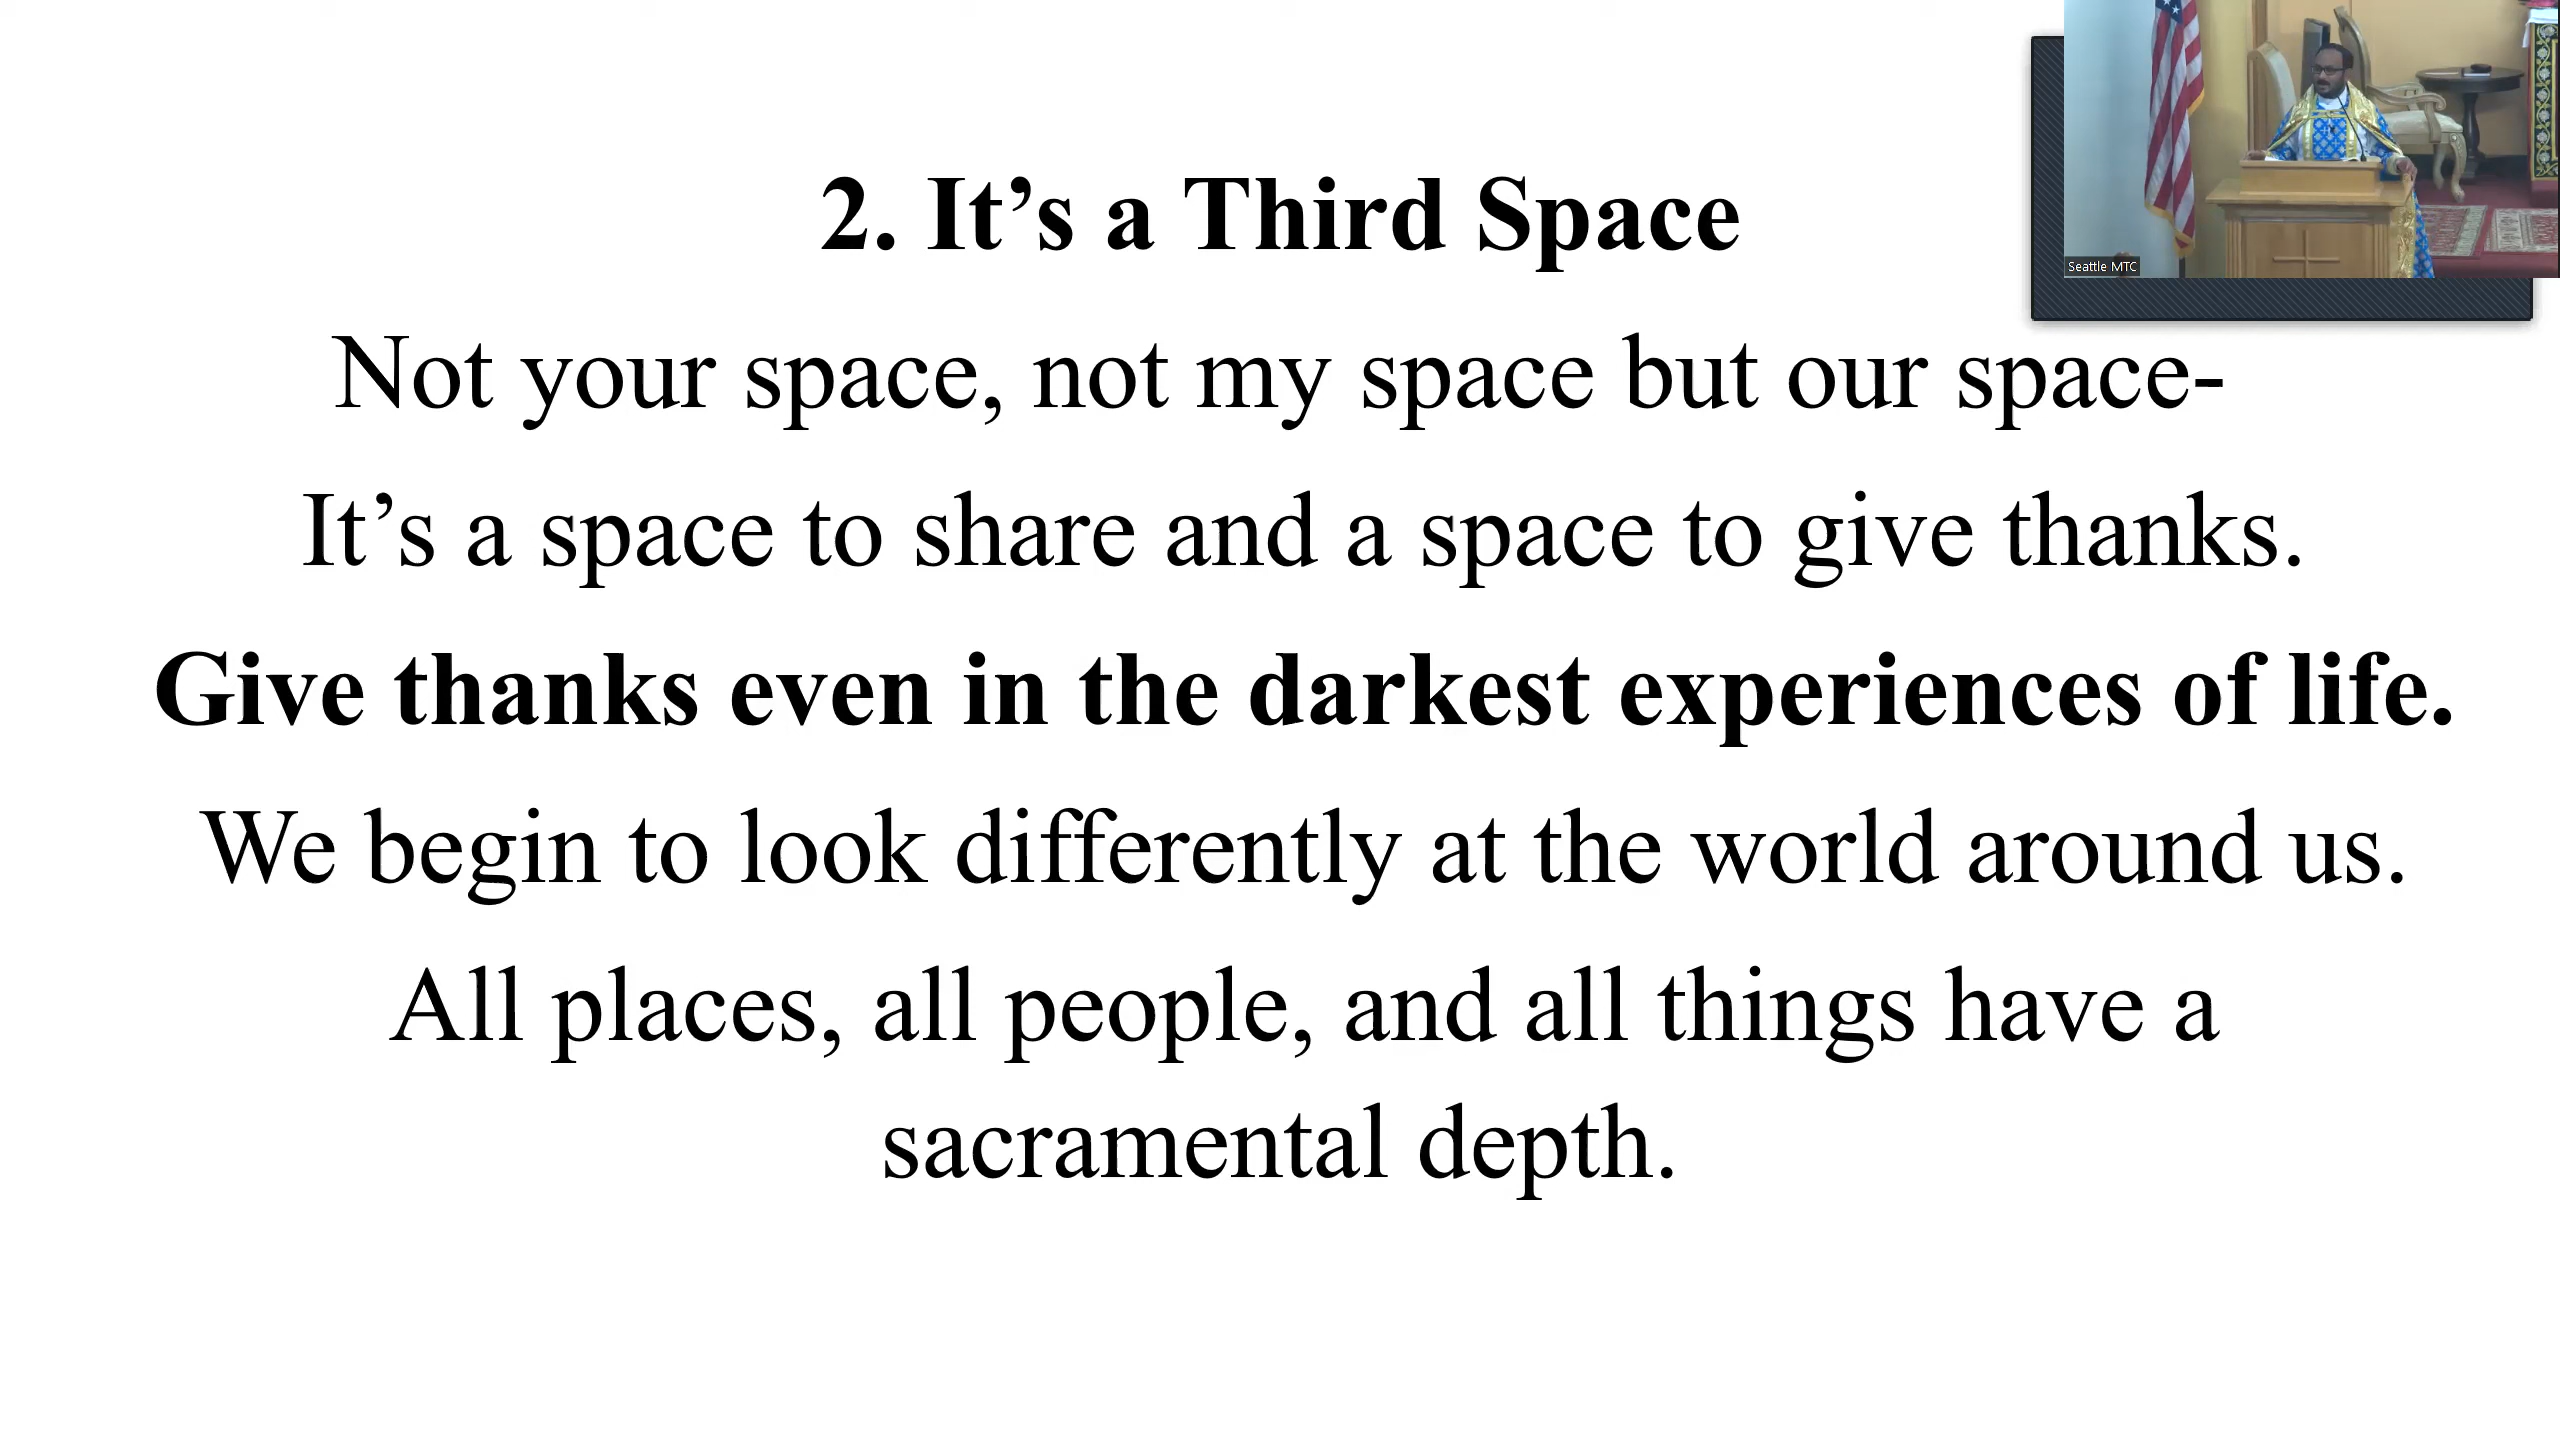 2. It’s a Third Space
Not your space, not my space but our space-
It’s a space to share and a space to give thanks.
Give thanks even in the darkest experiences of life.
We begin to look differently at the world around us.
All places, all people, and all things have a
sacramental depth.
Seattle MTC